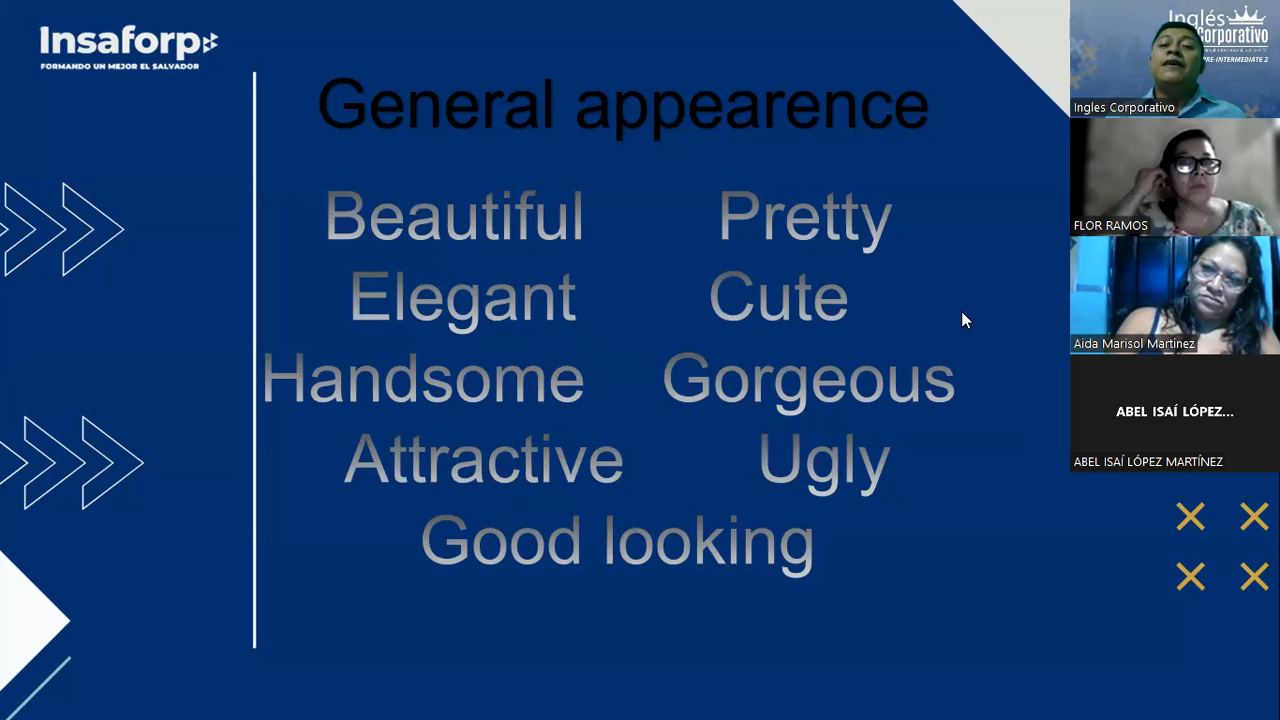 Insaforp
FORMANDO UN MEJOR EL SALVADOR
General appearence
Beautiful Pretty
Elegant Cute
Handsome Gorgeous
Attractive Ugly
Good looking
Inglés
Corporativo
PRE-INTERMEDIATE 2
Ingles Corporativo
FLOR RAMOS
Aida Marisol Martinez
ABEL ISAÍ LÓPEZ...
ABEL ISAÍ LÓPEZ MARTÍNEZ